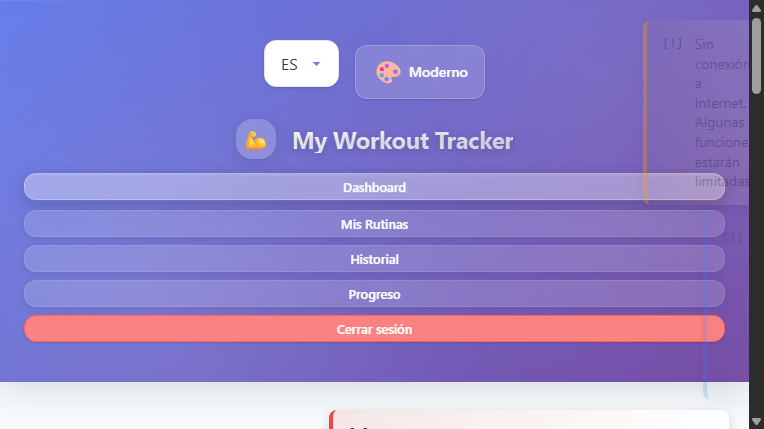 ES
Moderno
My Workout Tracker
Dashboard
Mis Rutinas
Historial
Progreso
Cerrar sesión
[!]
Sin
conexión
a
Internet.
Algunas
funcione
estarán
limitadas
[i]